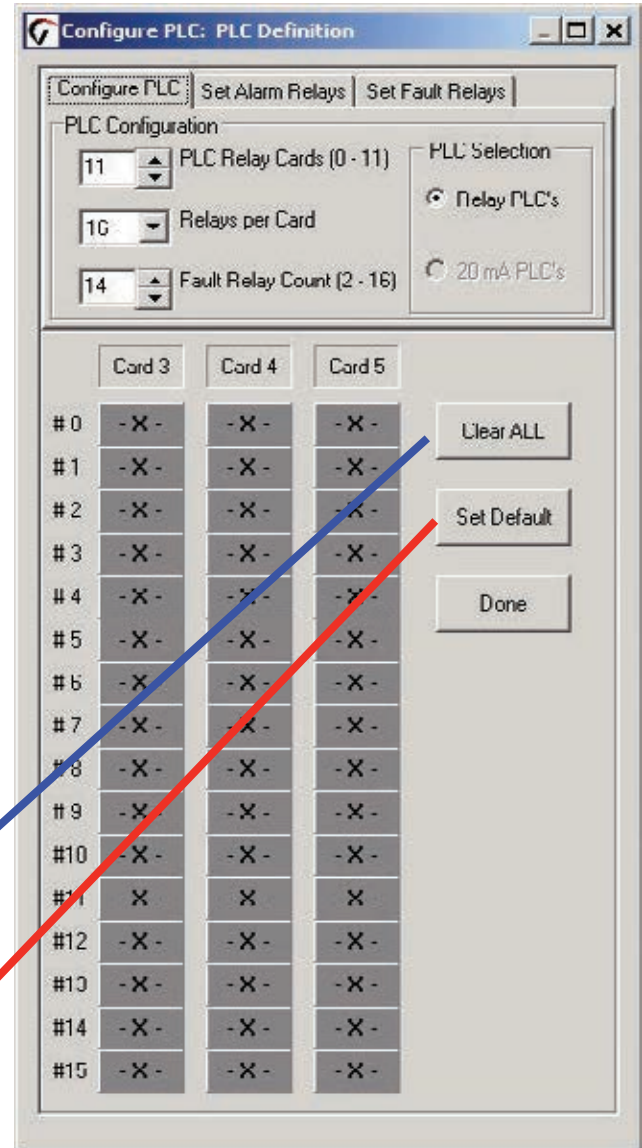 Configure PLC: PLC Definition
Configure PLC Set Alarm Relays Set Fault Relays
PLC Configuration
11 PLC Relay Cards (0 - 11)
16 Relays per Card
14 Fault Relay Count (2 - 16)
PLC Selection
Relay PLC's
20 mA PLC's
Card 3 Card 4 Card 5
#0 -X- -X- -X-
#1 -X- -X- -X-
#2 -X- -X- -X-
#3 -X- -X- -X-
#4 -X- -X- -X-
#5 -X- -X- -X-
#6 -X- -X- -X-
#7 -X- -X- -X-
#8 -X- -X- -X-
#9 -X- -X- -X-
#10 -X- -X- -X-
#11 X X X
#12 -X- -X- -X-
#13 -X- -X- -X-
#14 -X- -X- -X-
#15 -X- -X- -X-
Clear ALL
Set Default
Done